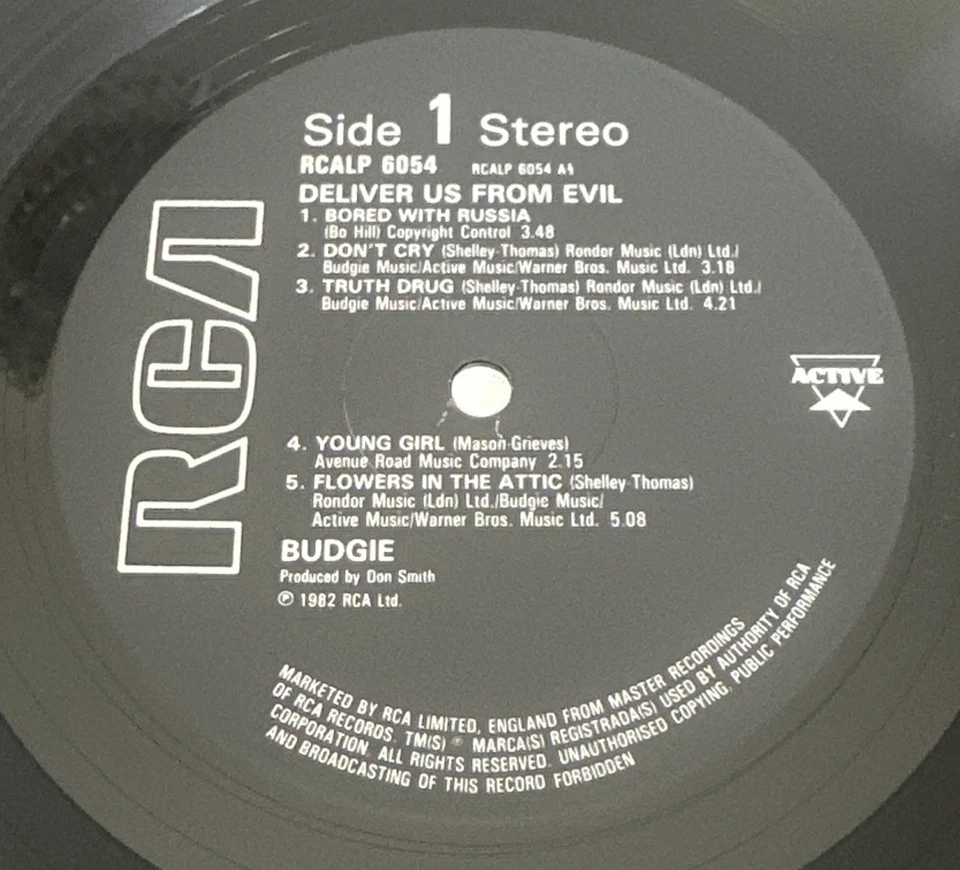 Side 1 Stereo
RCALP 6054 RCALP 6054 A§
DELIVER US FROM EVIL
1. BORED WITH RUSSIA
(Bo Hill) Copyright Control 3.48
2. DON'T CRY (Shelley-Thomas) Rondor Music (Ldn) Ltd./
Budgie Music/Active Music/Warner Bros. Music Ltd. 3.18
3. TRUTH DRUG (Shelley-Thomas) Rondor Music (Ldn) Ltd./
Budgie Music/Active Music/Warner Bros. Music Ltd. 4.21
RCA
ACTIVE
4. YOUNG GIRL (Mason-Grieves)
Avenue Road Music Company 2.15
5. FLOWERS IN THE ATTIC (Shelley-Thomas)
Rondor Music (Ldn) Ltd./Budgie Music/
Active Music/Warner Bros. Music Ltd. 5.08
BUDGIE
Produced by Don Smith
℗ 1982 RCA Ltd.
MARKETED BY RCA LIMITED, ENGLAND FROM MASTER RECORDINGS
OF RCA RECORDS. TM(S) ® MARCA(S) REGISTRADA(S) USED BY AUTHORITY OF RCA
CORPORATION. ALL RIGHTS RESERVED. UNAUTHORISED COPYING, PUBLIC PERFORMANCE
AND BROADCASTING OF THIS RECORD FORBIDDEN